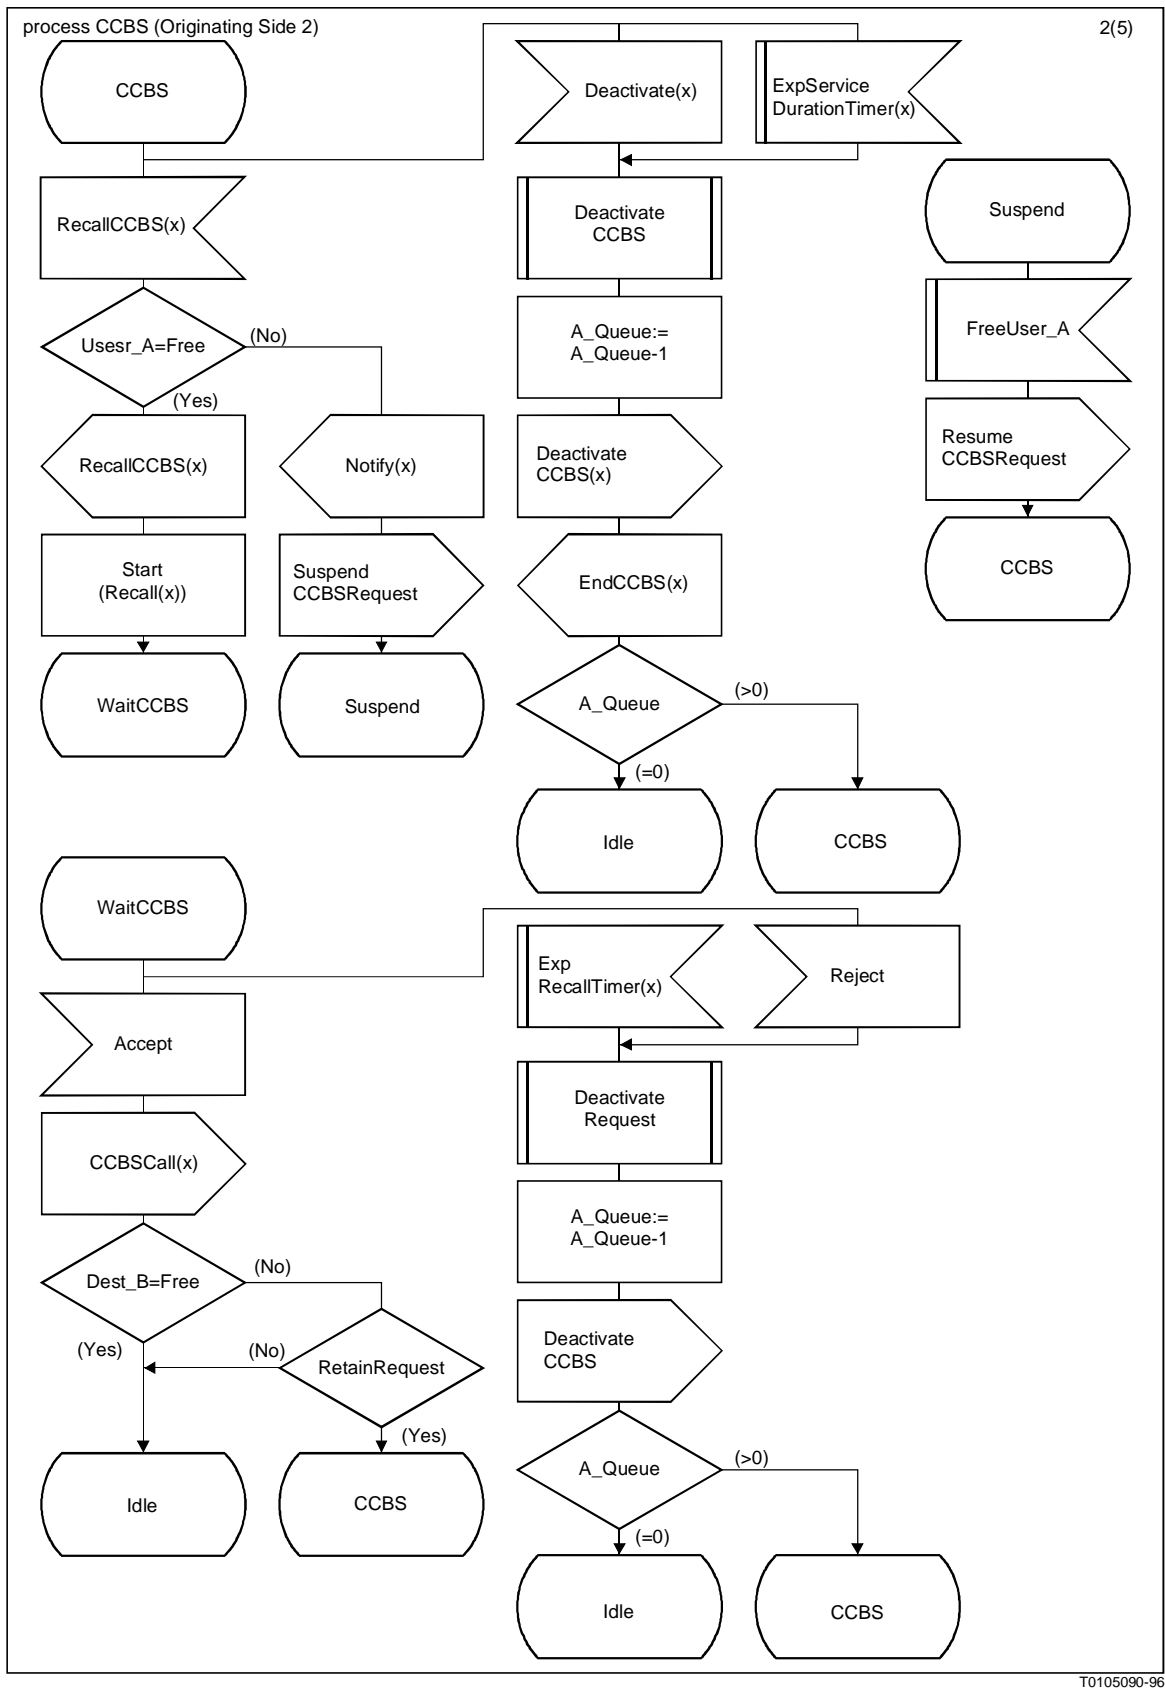 process CCBS (Originating Side 2)
2(5)
CCBS
Deactivate(x)
ExpService
DurationTimer(x)
RecallCCBS(x)
Deactivate
CCBS
Suspend
Usesr_A=Free
(No)
(Yes)
A_Queue:=
A_Queue-1
FreeUser_A
RecallCCBS(x)
Notify(x)
Deactivate
CCBS(x)
Resume
CCBSRequest
Start
(Recall(x))
Suspend
CCBSRequest
EndCCBS(x)
CCBS
WaitCCBS
Suspend
A_Queue
(>0)
(=0)
Idle
CCBS
WaitCCBS
Exp
RecallTimer(x)
Reject
Accept
Deactivate
Request
CCBSCall(x)
A_Queue:=
A_Queue-1
Dest_B=Free
(No)
(Yes)
(No)
RetainRequest
(Yes)
Deactivate
CCBS
A_Queue
(>0)
(=0)
Idle
CCBS
Idle
CCBS
T0105090-96